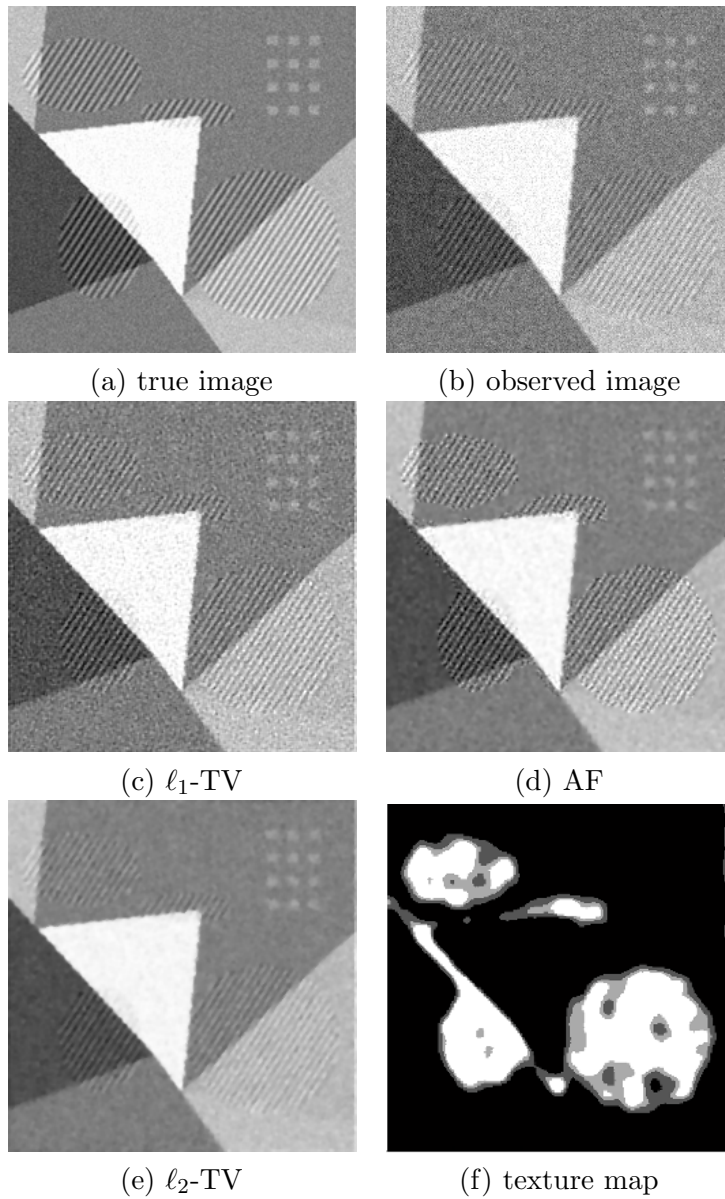 (a) true image
(b) observed image
(c) ℓ₁-TV
(d) AF
(e) ℓ₂-TV
(f) texture map